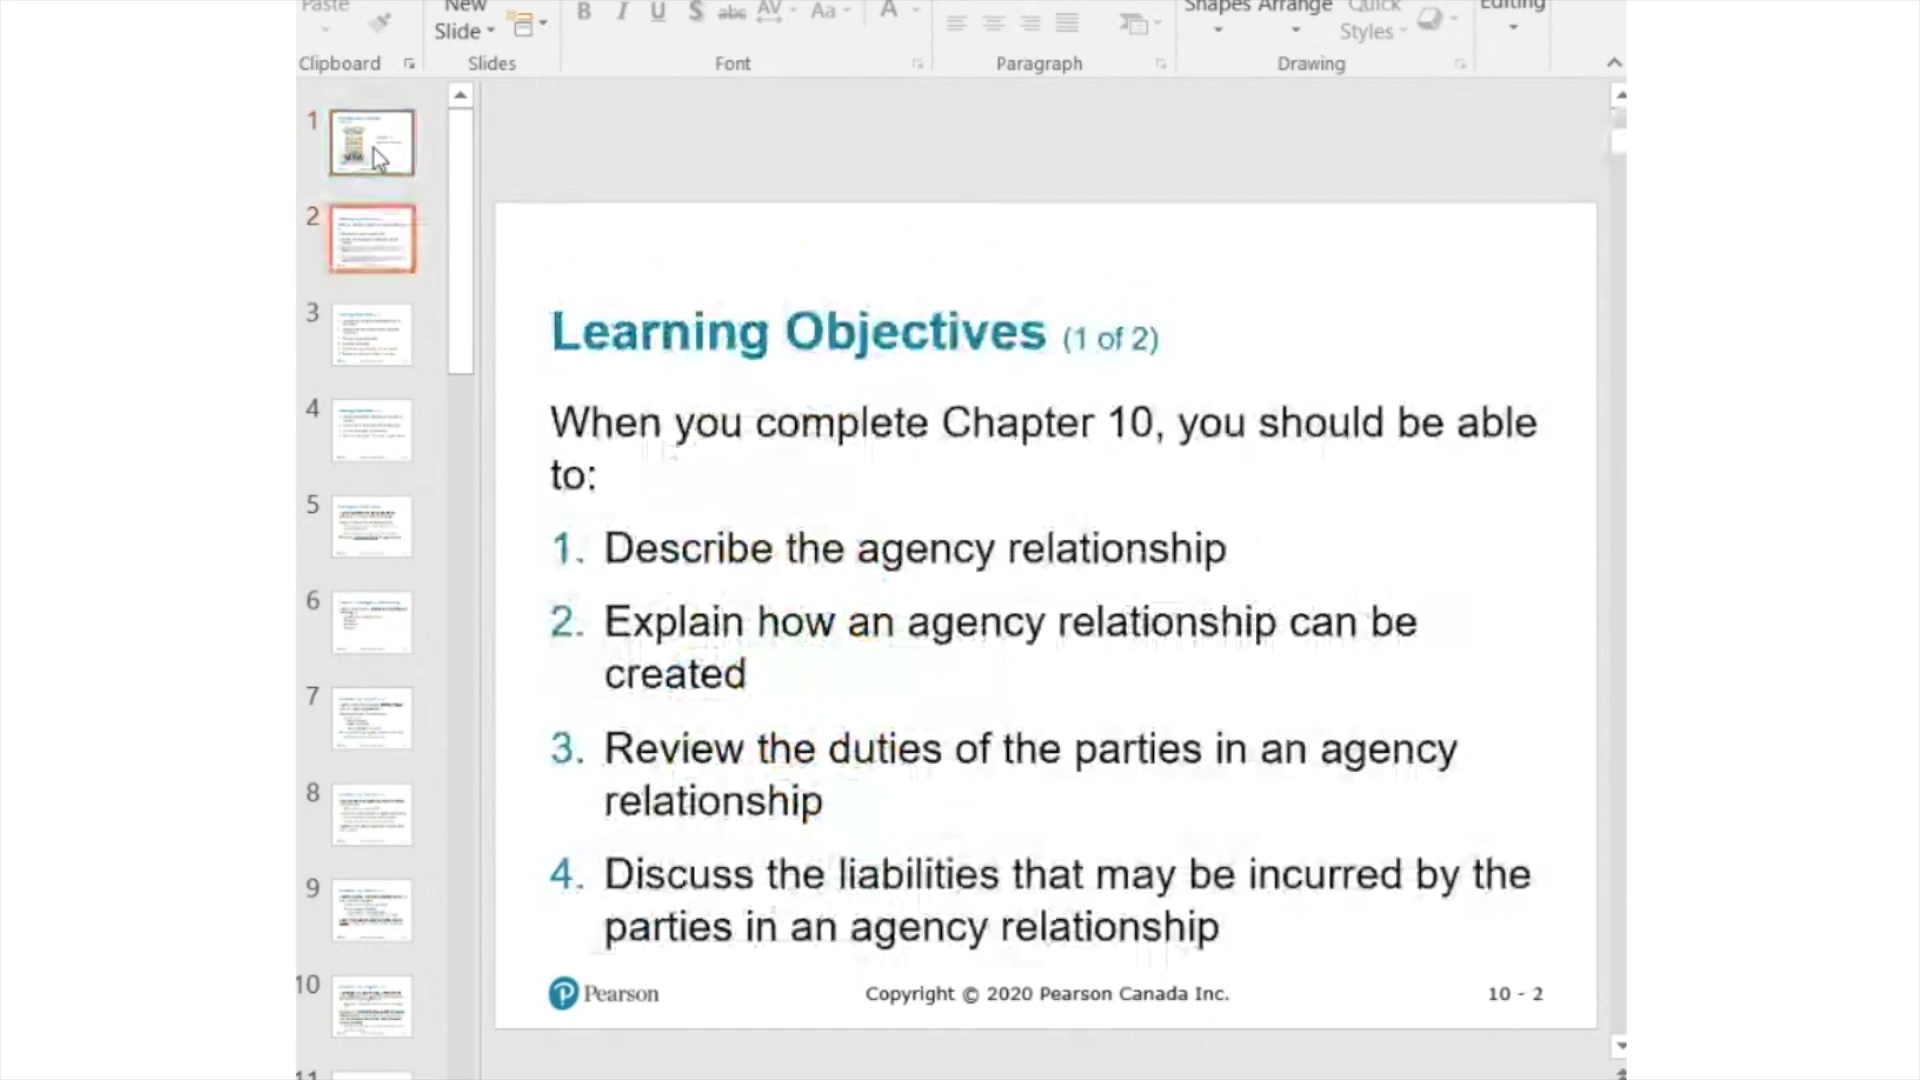 Paste
New
Slide
B I U S abc AV Aa A
Shapes Arrange Quick
Styles
Editing
Clipboard
Slides
Font
Paragraph
Drawing
1
2
3
4
5
6
7
8
9
10
11
Learning Objectives (1 of 2)
When you complete Chapter 10, you should be able
to:
1. Describe the agency relationship
2. Explain how an agency relationship can be
created
3. Review the duties of the parties in an agency
relationship
4. Discuss the liabilities that may be incurred by the
parties in an agency relationship
P Pearson
Copyright © 2020 Pearson Canada Inc.
10 - 2